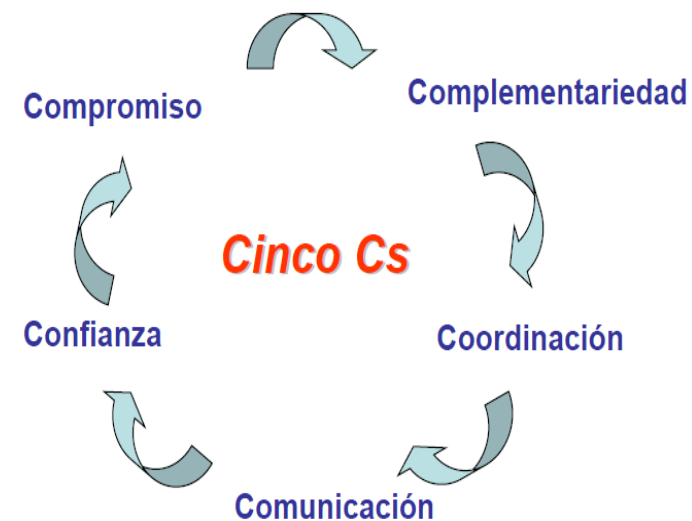 Compromiso
Complementariedad
Cinco Cs
Confianza
Coordinación
Comunicación